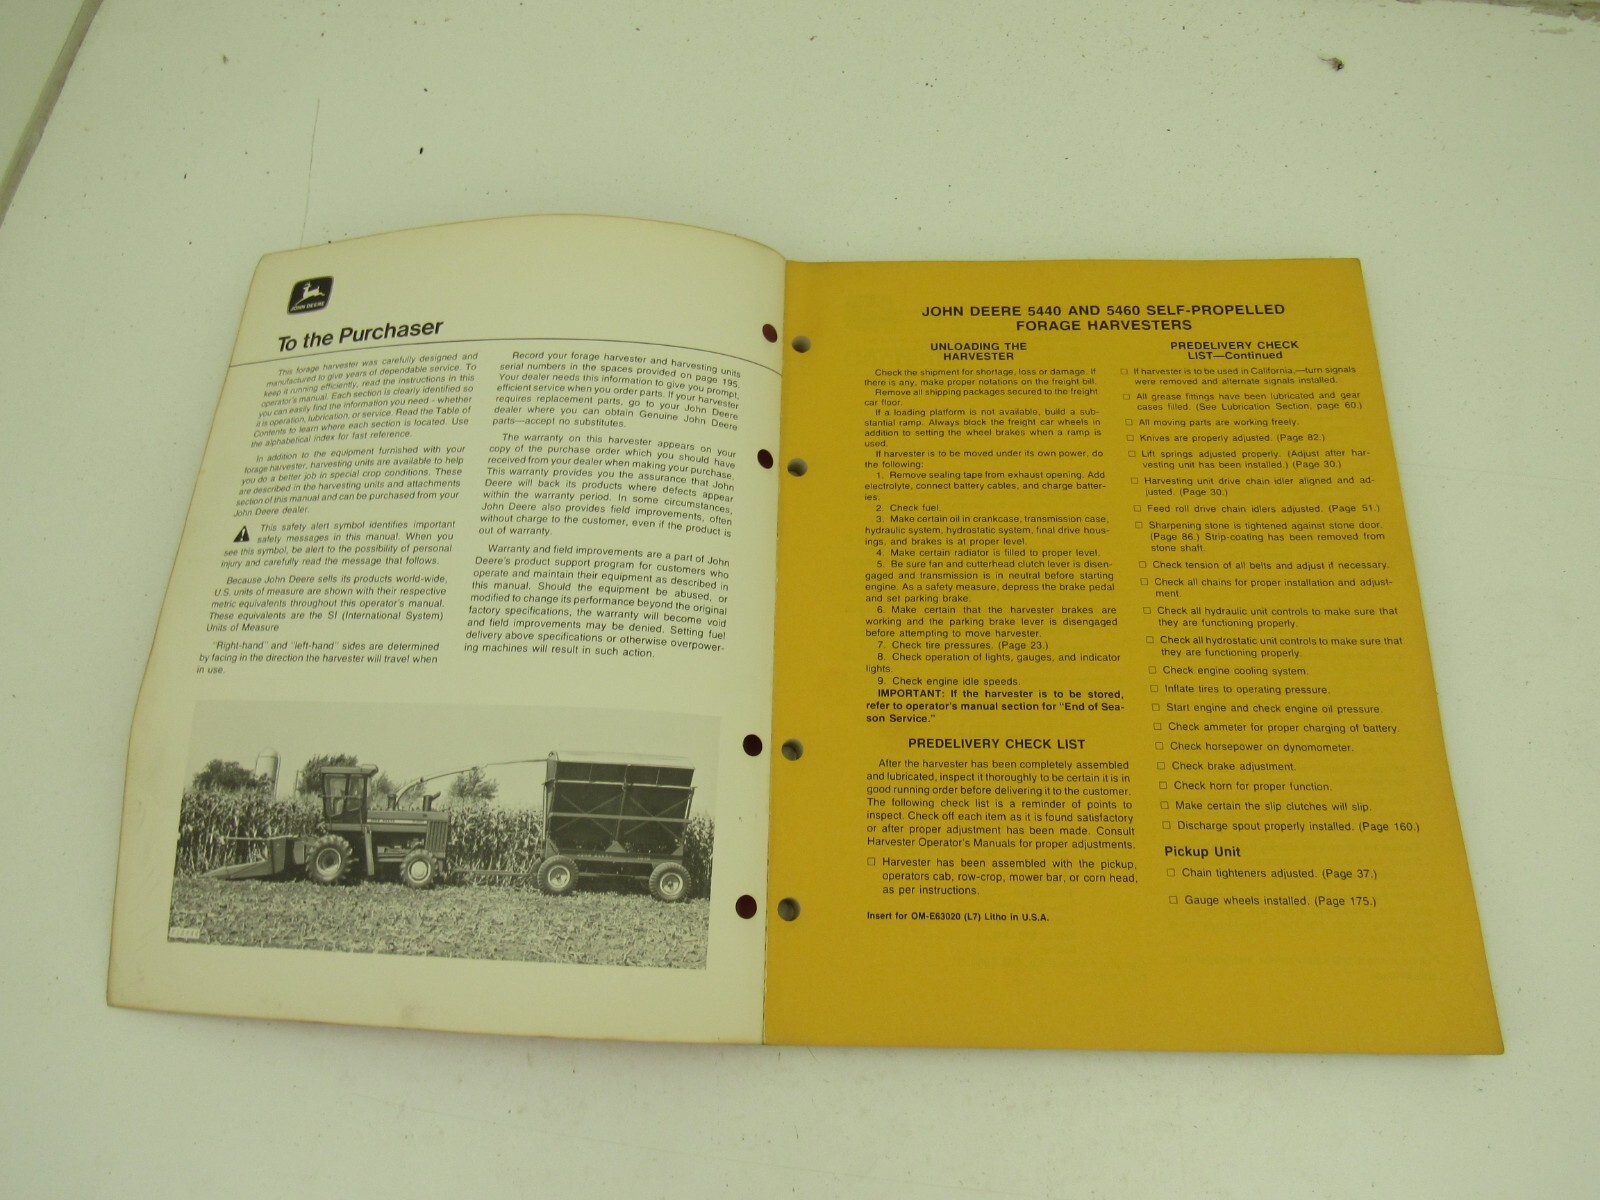 JOHN DEERE
To the Purchaser
This forage harvester was carefully designed and
manufactured to give years of dependable service. To
keep it running efficiently, read the instructions in this
operator's manual. Each section is clearly identified so
you can easily find the information you need - whether
it is operation, lubrication, or service. Read the Table of
Contents to learn where each section is located. Use
the alphabetical index for fast reference.
In addition to the equipment furnished with your
forage harvester, harvesting units are available to help
you do a better job in special crop conditions. These
are described in the harvesting units and attachments
section of this manual and can be purchased from your
John Deere dealer.
This safety alert symbol identifies important
safety messages in this manual. When you
see this symbol, be alert to the possibility of personal
injury and carefully read the message that follows.
Because John Deere sells its products world-wide,
U.S. units of measure are shown with their respective
metric equivalents throughout this operator's manual.
These equivalents are the SI (International System)
Units of Measure
"Right-hand" and "left-hand" sides are determined
by facing in the direction the harvester will travel when
in use.
Record your forage harvester and harvesting units
serial numbers in the spaces provided on page 195.
Your dealer needs this information to give you prompt,
efficient service when you order parts. If your harvester
requires replacement parts, go to your John Deere
dealer where you can obtain Genuine John Deere
parts—accept no substitutes.
The warranty on this harvester appears on your
copy of the purchase order which you should have
received from your dealer when making your purchase.
This warranty provides you the assurance that John
Deere will back its products where defects appear
within the warranty period. In some circumstances,
John Deere also provides field improvements, often
without charge to the customer, even if the product is
out of warranty.
Warranty and field improvements are a part of John
Deere's product support program for customers who
operate and maintain their equipment as described in
this manual. Should the equipment be abused, or
modified to change its performance beyond the original
factory specifications, the warranty will become void
and field improvements may be denied. Setting fuel
delivery above specifications or otherwise overpower-
ing machines will result in such action.
JOHN DEERE 5440 AND 5460 SELF-PROPELLED
FORAGE HARVESTERS
UNLOADING THE
HARVESTER
Check the shipment for shortage, loss or damage. If
there is any, make proper notations on the freight bill.
Remove all shipping packages secured to the freight
car floor.
If a loading platform is not available, build a sub-
stantial ramp. Always block the freight car wheels in
addition to setting the wheel brakes when a ramp is
used.
If harvester is to be moved under its own power, do
the following:
1. Remove sealing tape from exhaust opening. Add
electrolyte, connect battery cables, and charge batter-
ies.
2. Check fuel.
3. Make certain oil in crankcase, transmission case,
hydraulic system, hydrostatic system, final drive hous-
ings, and brakes is at proper level.
4. Make certain radiator is filled to proper level.
5. Be sure fan and cutterhead clutch lever is disen-
gaged and transmission is in neutral before starting
engine. As a safety measure, depress the brake pedal
and set parking brake.
6. Make certain that the harvester brakes are
working and the parking brake lever is disengaged
before attempting to move harvester.
7. Check tire pressures. (Page 23.)
8. Check operation of lights, gauges, and indicator
lights.
9. Check engine idle speeds.
IMPORTANT: If the harvester is to be stored,
refer to operator's manual section for "End of Sea-
son Service."
PREDELIVERY CHECK LIST
After the harvester has been completely assembled
and lubricated, inspect it thoroughly to be certain it is in
good running order before delivering it to the customer.
The following check list is a reminder of points to
inspect. Check off each item as it is found satisfactory
or after proper adjustment has been made. Consult
Harvester Operator's Manuals for proper adjustments.
□ Harvester has been assembled with the pickup,
operators cab, row-crop, mower bar, or corn head,
as per instructions.
Insert for OM-E63020 (L7) Litho in U.S.A.
PREDELIVERY CHECK
LIST—Continued
□ If harvester is to be used in California,—turn signals
were removed and alternate signals installed.
□ All grease fittings have been lubricated and gear
cases filled. (See Lubrication Section, page 60.)
□ All moving parts are working freely.
□ Knives are properly adjusted. (Page 82.)
□ Lift springs adjusted properly. (Adjust after har-
vesting unit has been installed.) (Page 30.)
□ Harvesting unit drive chain idler aligned and ad-
justed. (Page 30.)
□ Feed roll drive chain idlers adjusted. (Page 51.)
□ Sharpening stone is tightened against stone door.
(Page 86.) Strip-coating has been removed from
stone shaft.
□ Check tension of all belts and adjust if necessary.
□ Check all chains for proper installation and adjust-
ment.
□ Check all hydraulic unit controls to make sure that
they are functioning properly.
□ Check all hydrostatic unit controls to make sure that
they are functioning properly.
□ Check engine cooling system.
□ Inflate tires to operating pressure.
□ Start engine and check engine oil pressure.
□ Check ammeter for proper charging of battery.
□ Check horsepower on dynomometer.
□ Check brake adjustment.
□ Check horn for proper function.
□ Make certain the slip clutches will slip.
□ Discharge spout properly installed. (Page 160.)
Pickup Unit
□ Chain tighteners adjusted. (Page 37.)
□ Gauge wheels installed. (Page 175.)